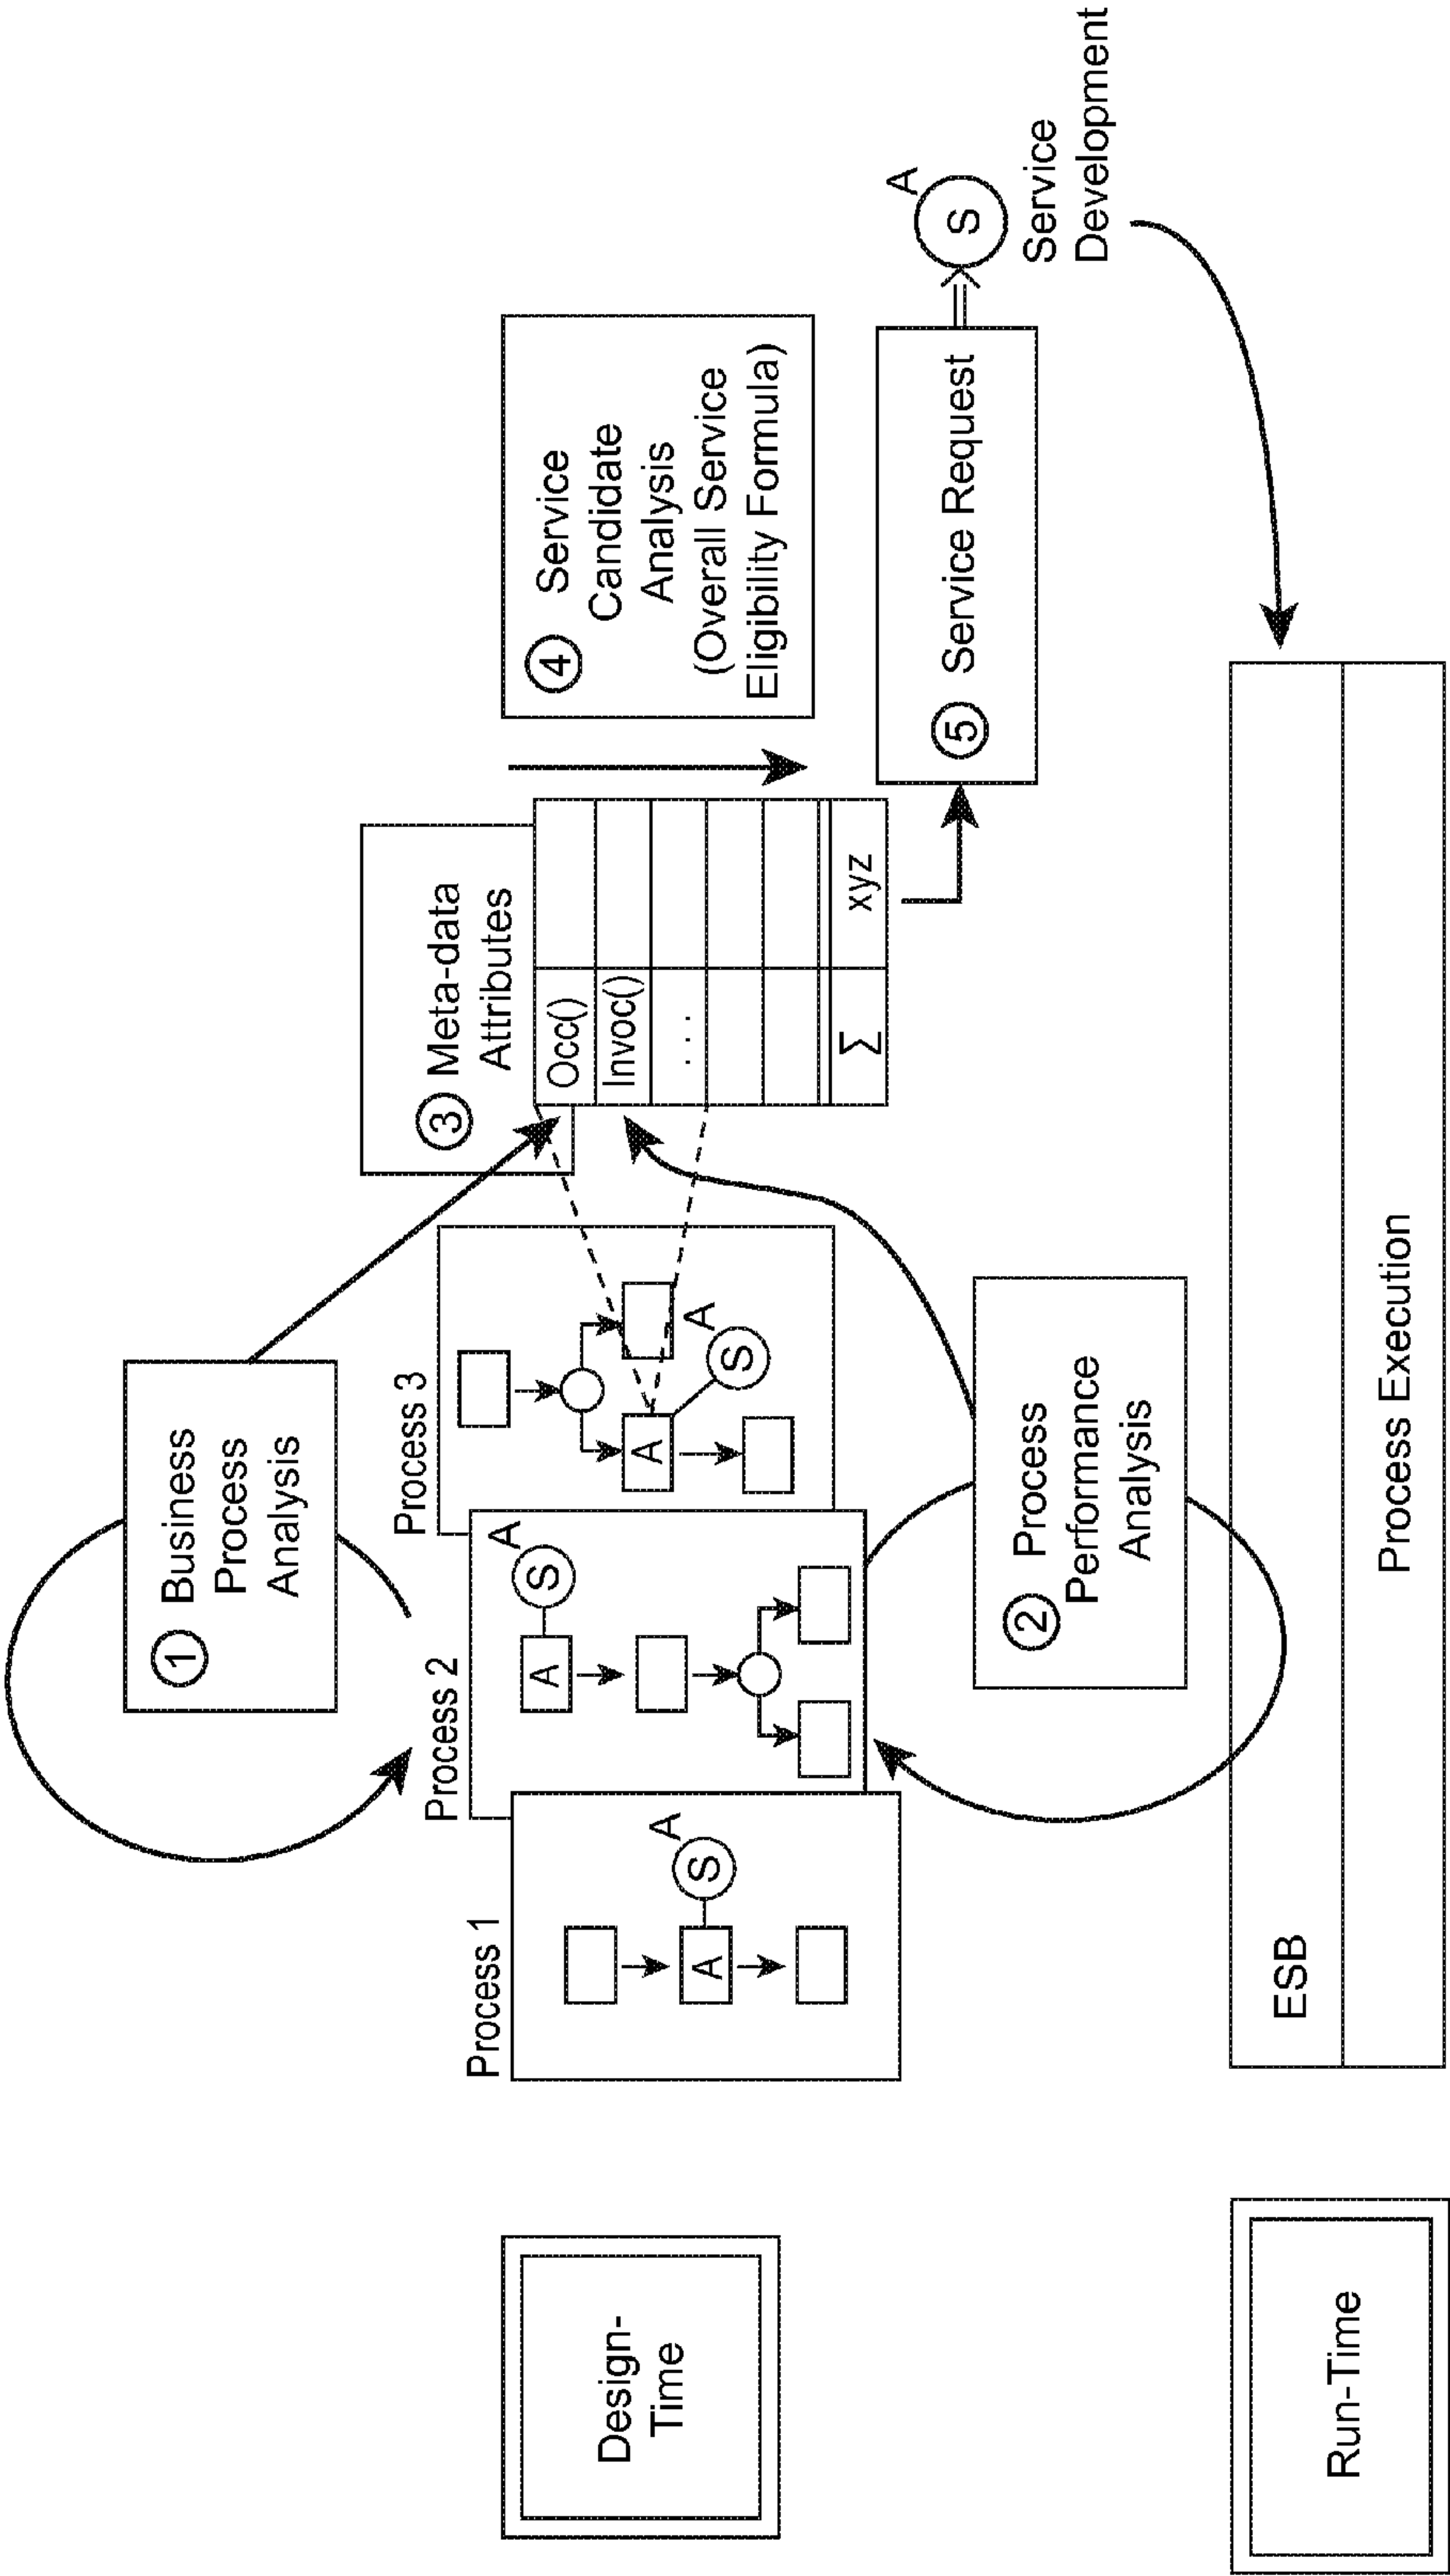 ① Business
Process
Analysis
Process 1
A
S
A
Process 2
A
S
A
Process 3
A
S
A
③ Meta-data
Attributes
Occ()
Invoc()
. . .
Σ
xyz
④ Service
Candidate
Analysis
(Overall Service
Eligibility Formula)
⑤ Service Request
S
A
Service
Development
② Process
Performance
Analysis
Design-
Time
ESB
Process Execution
Run-Time